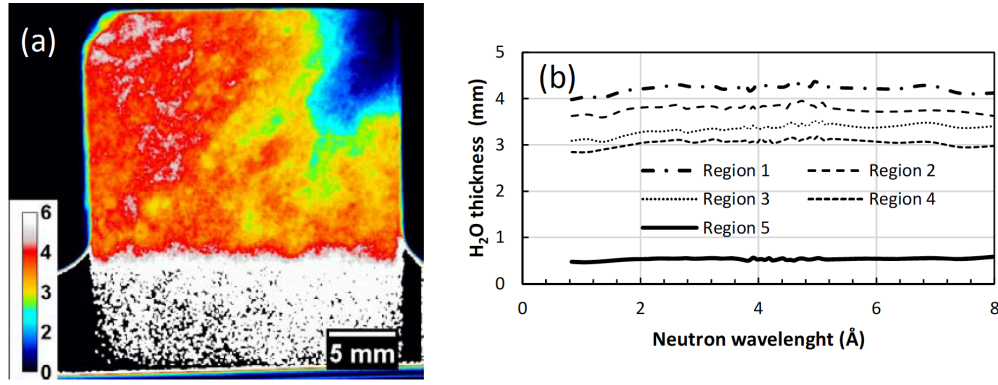 (a)
6
5
4
3
2
1
0
5 mm
(b)
H₂O thickness (mm)
5
4
3
2
1
0
Region 1
Region 2
Region 3
Region 4
Region 5
0
2
4
6
8
Neutron wavelenght (Å)